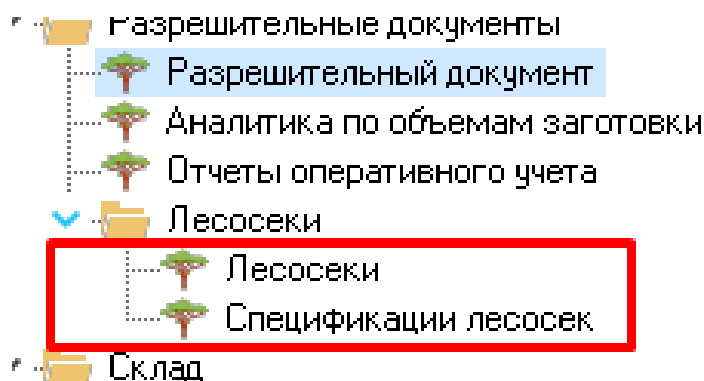 Разрешительные документы
Разрешительный документ
Аналитика по объемам заготовки
Отчеты оперативного учета
Лесосеки
Лесосеки
Спецификации лесосек
Склад